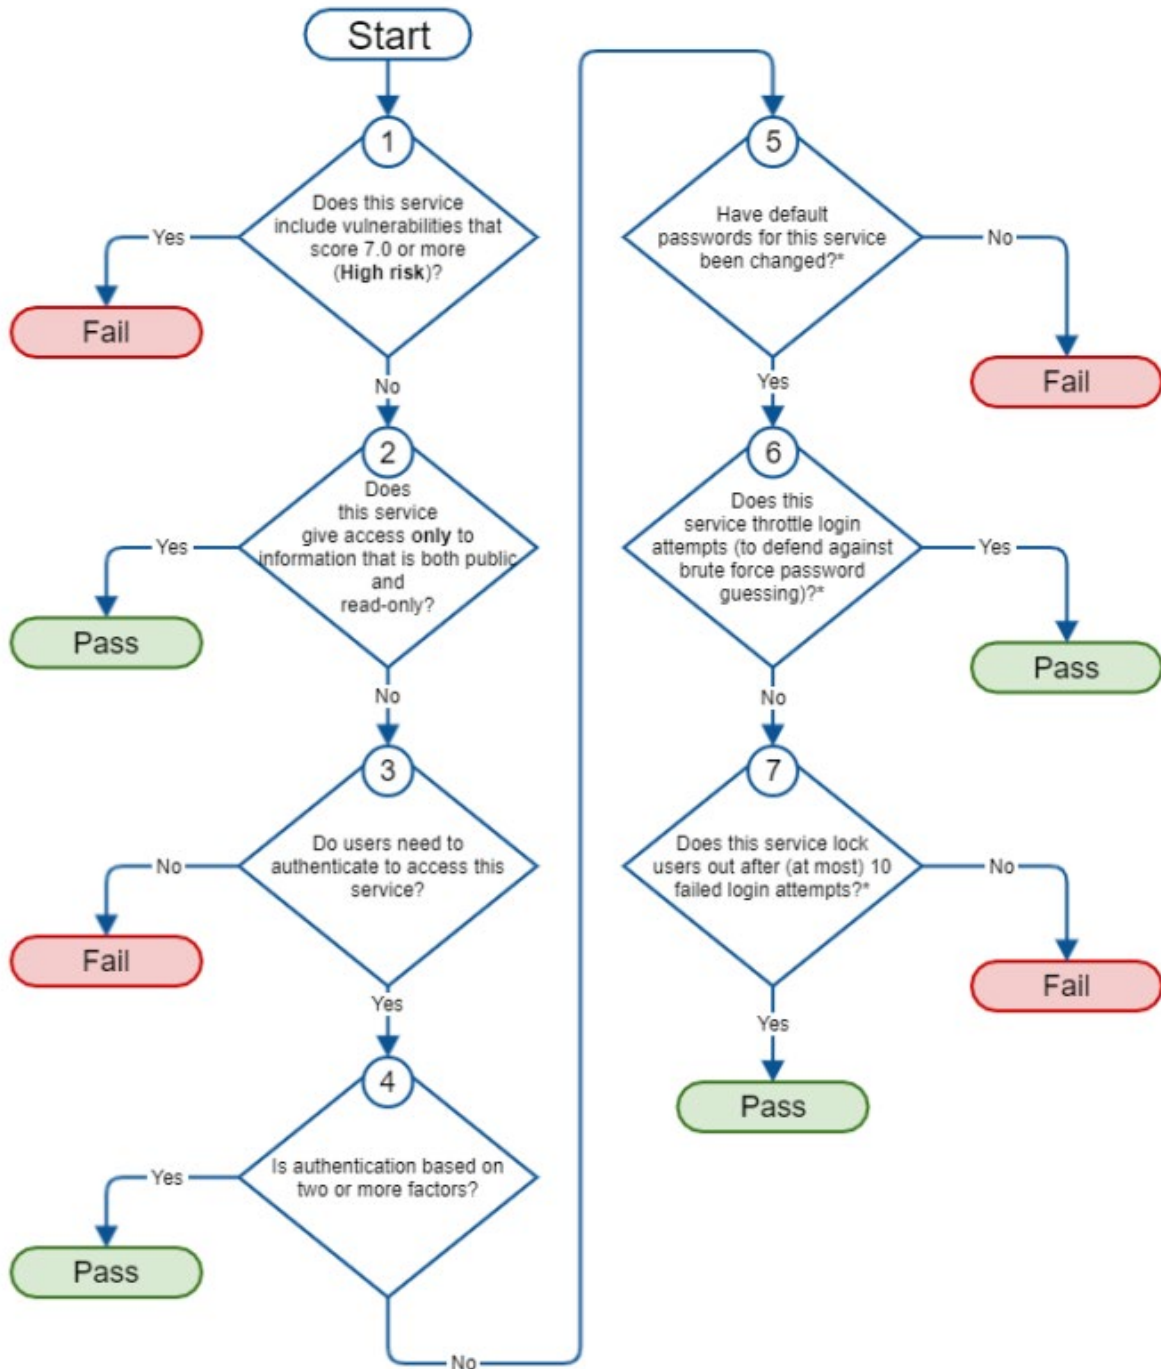 Start
1
Does this service
include vulnerabilities that
score 7.0 or more
(High risk)?
Yes
Fail
No
2
Does
this service
give access only to
information that is both public
and
read-only?
Yes
Pass
No
3
Do users need to
authenticate to access this
service?
No
Fail
Yes
4
Is authentication based on
two or more factors?
Yes
Pass
No
5
Have default
passwords for this service
been changed?*
No
Fail
Yes
6
Does this
service throttle login
attempts (to defend against
brute force password
guessing)?*
Yes
Pass
No
7
Does this service lock
users out after (at most) 10
failed login attempts?*
No
Fail
Yes
Pass